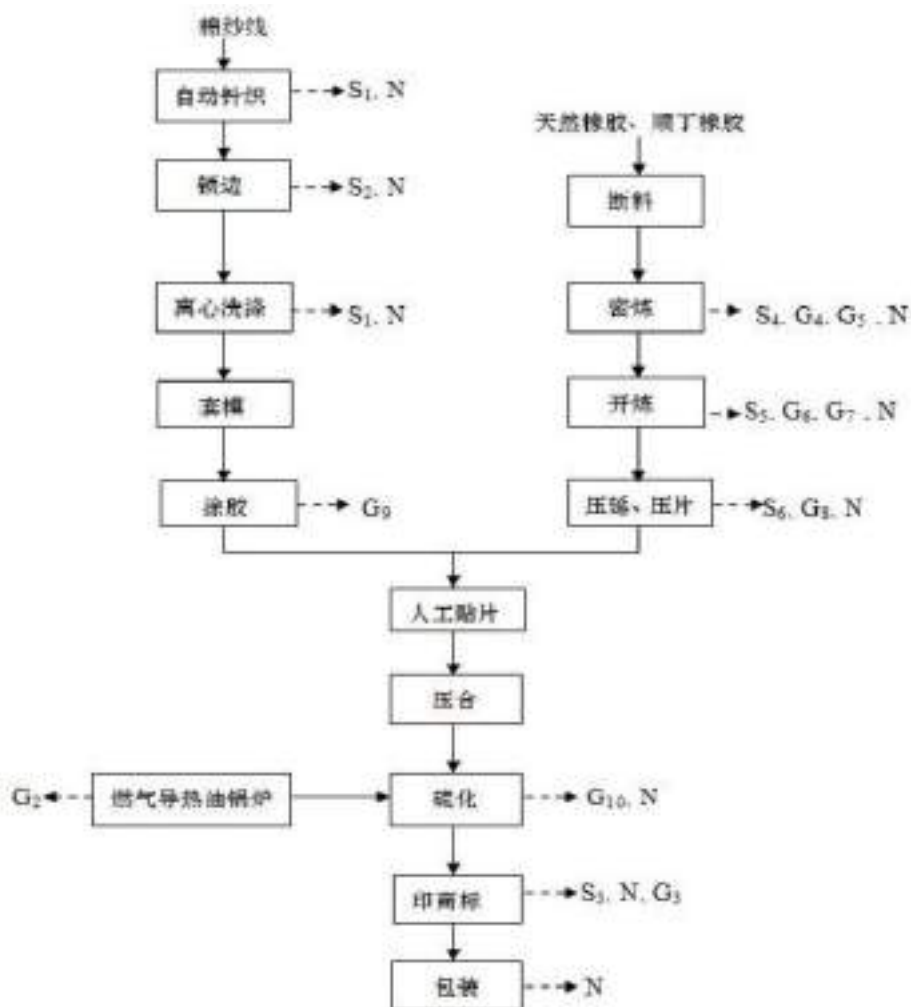 棉纱线
自动针织
S₁、N
锁边
S₂、N
离心洗涤
S₁、N
套模
涂胶
G₉
天然橡胶、顺丁橡胶
断料
密炼
S₄、G₄、G₅、N
开炼
S₅、G₆、G₇、N
压延、压片
S₆、G₈、N
人工贴片
压合
G₂
燃气导热油锅炉
硫化
G₁₀、N
印商标
S₃、N、G₃
包装
N